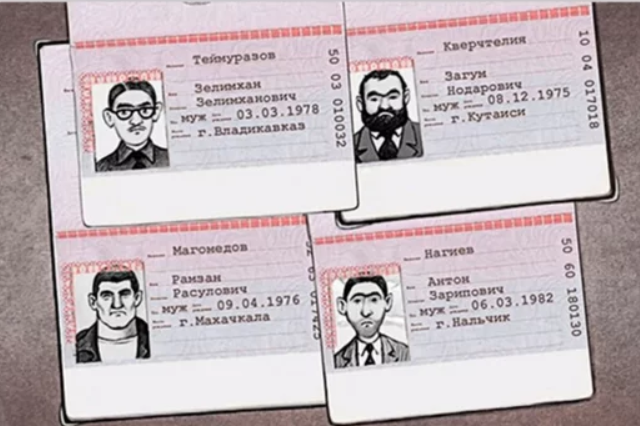 Теймуразов
Зелимхан
Зелимханович
муж 03.03.1978
г.Владикавказ
50 03 010032
Кверчтелия
Загум
Нодарович
муж 08.12.1975
г.Кутаиси
10 04 017018
Магомедов
Рамзан
Расулович
муж 09.04.1976
г.Махачкала
Нагиев
Антон
Зарипович
муж 06.03.1982
г.Нальчик
50 60 180130